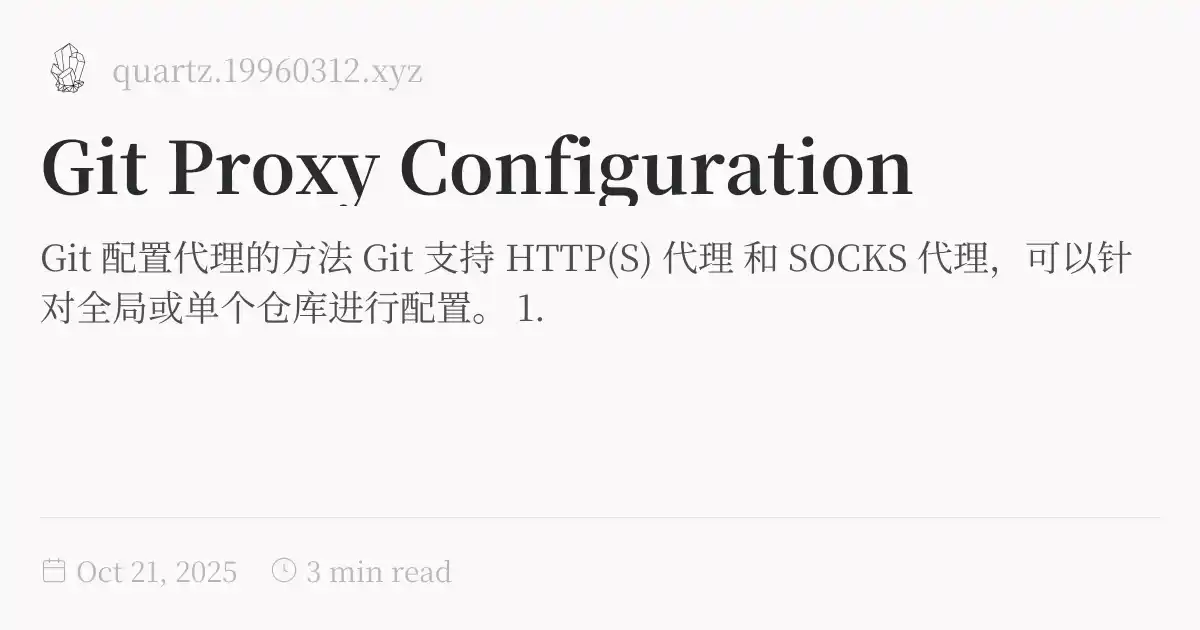 quartz.19960312.xyz
Git Proxy Configuration
Git 配置代理的方法 Git 支持 HTTP(S) 代理 和 SOCKS 代理，可以针
对全局或单个仓库进行配置。 1.
Oct 21, 2025 3 min read